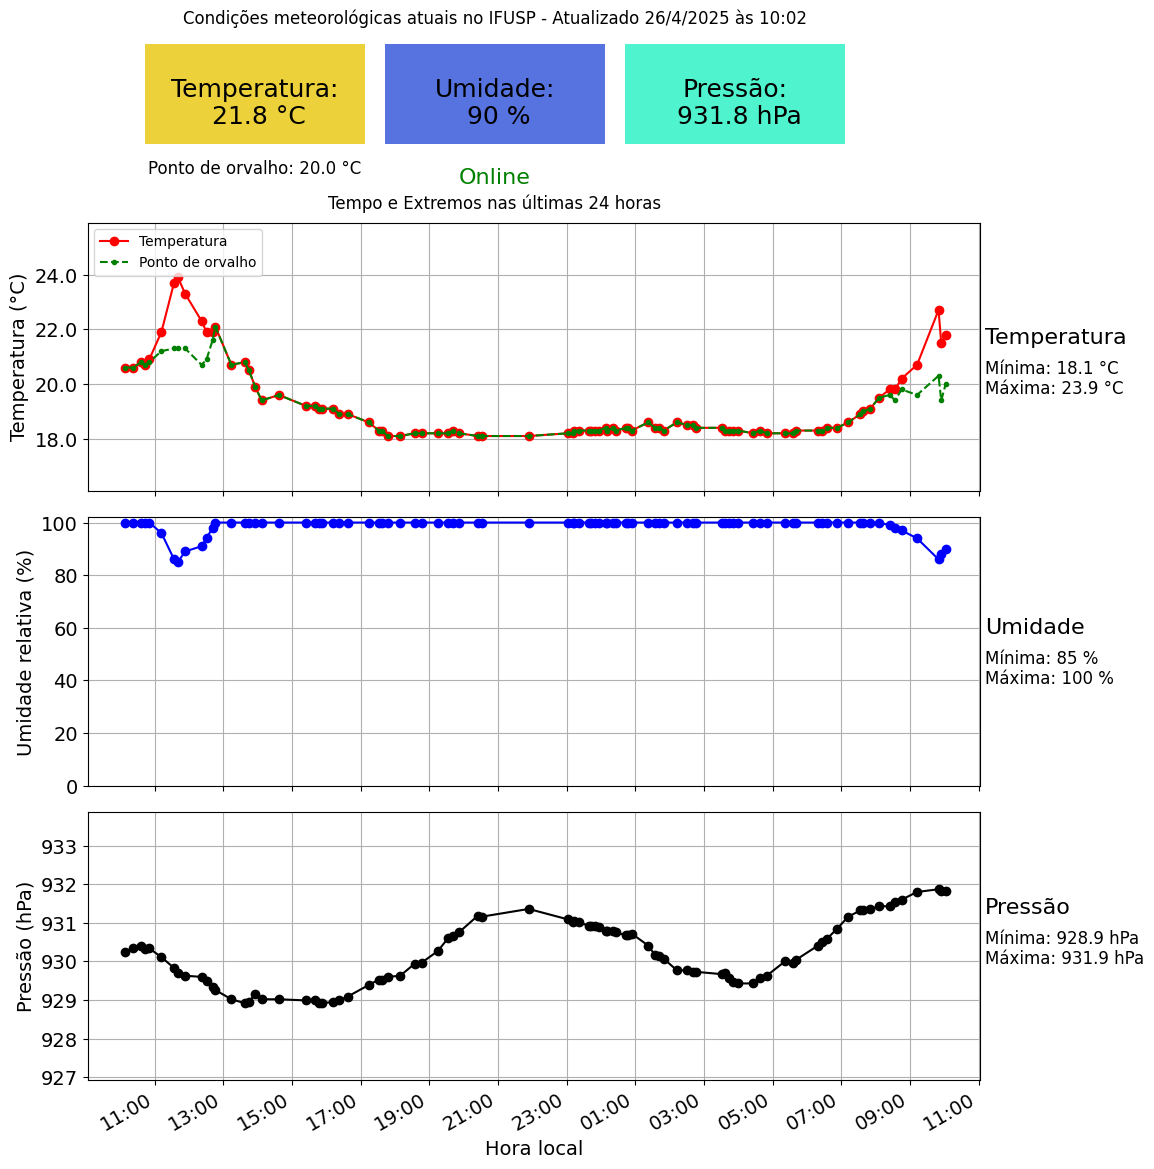 Condições meteorológicas atuais no IFUSP - Atualizado 26/4/2025 às 10:02
Temperatura:
21.8 °C
Umidade:
90 %
Pressão:
931.8 hPa
Ponto de orvalho: 20.0 °C
Online
Tempo e Extremos nas últimas 24 horas
Temperatura
Ponto de orvalho
Temperatura (°C)
24.0
22.0
20.0
18.0
Temperatura
Mínima: 18.1 °C
Máxima: 23.9 °C
Umidade relativa (%)
100
80
60
40
20
0
Umidade
Mínima: 85 %
Máxima: 100 %
Pressão (hPa)
933
932
931
930
929
928
927
Pressão
Mínima: 928.9 hPa
Máxima: 931.9 hPa
11:00
13:00
15:00
17:00
19:00
21:00
23:00
01:00
03:00
05:00
07:00
09:00
11:00
Hora local